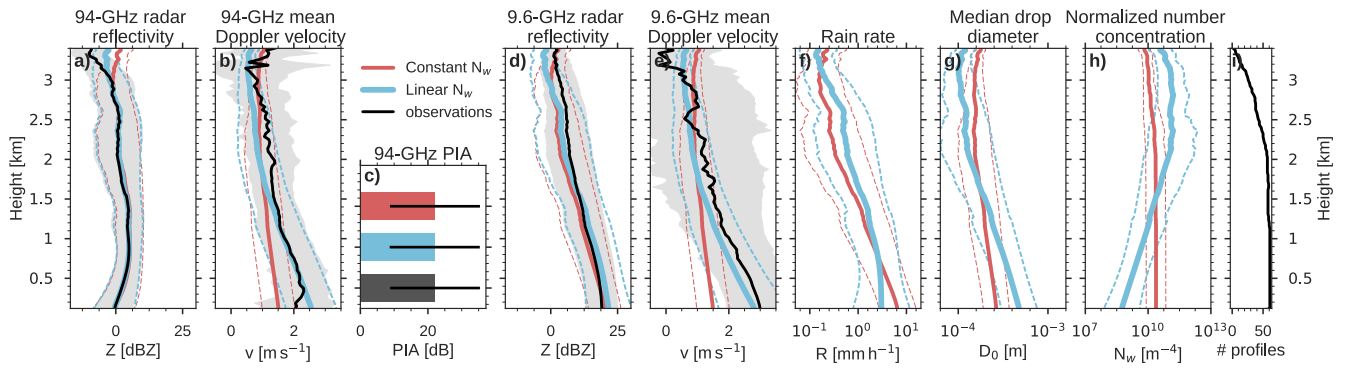 94-GHz radar
reflectivity
94-GHz mean
Doppler velocity
9.6-GHz radar
reflectivity
9.6-GHz mean
Doppler velocity
Rain rate
Median drop
diameter
Normalized number
concentration
a)
b)
d)
e)
f)
g)
h)
i)
Constant N_w
Linear N_w
observations
94-GHz PIA
c)
Height [km]
3
2.5
2
1.5
1
0.5
3
2.5
2
1.5
1
0.5
Height [km]
0 25
0 2
0 20
0 25
0 2
10⁻¹ 10⁰ 10¹
10⁻⁴ 10⁻³
10⁷ 10¹⁰ 10¹³
0 50
Z [dBZ]
v [m s⁻¹]
PIA [dB]
Z [dBZ]
v [m s⁻¹]
R [mm h⁻¹]
D₀ [m]
N_w [m⁻⁴]
# profiles